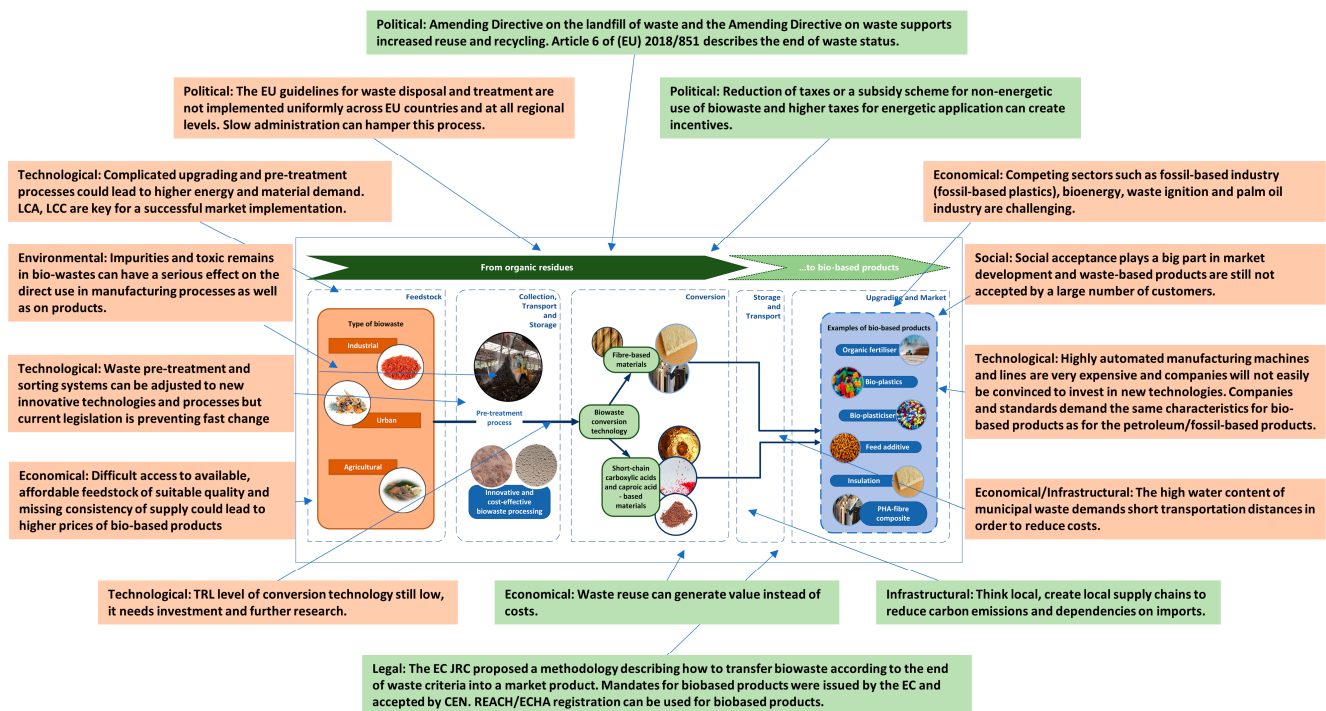 Political: Amending Directive on the landfill of waste and the Amending Directive on waste supports
increased reuse and recycling. Article 6 of (EU) 2018/851 describes the end of waste status.
Political: The EU guidelines for waste disposal and treatment are
not implemented uniformly across EU countries and at all regional
levels. Slow administration can hamper this process.
Political: Reduction of taxes or a subsidy scheme for non-energetic
use of biowaste and higher taxes for energetic application can create
incentives.
Technological: Complicated upgrading and pre-treatment
processes could lead to higher energy and material demand.
LCA, LCC are key for a successful market implementation.
Economical: Competing sectors such as fossil-based industry
(fossil-based plastics), bioenergy, waste ignition and palm oil
industry are challenging.
Environmental: Impurities and toxic remains
in bio-wastes can have a serious effect on the
direct use in manufacturing processes as well
as on products.
Social: Social acceptance plays a big part in market
development and waste-based products are still not
accepted by a large number of customers.
Technological: Waste pre-treatment and
sorting systems can be adjusted to new
innovative technologies and processes but
current legislation is preventing fast change
Technological: Highly automated manufacturing machines
and lines are very expensive and companies will not easily
be convinced to invest in new technologies. Companies
and standards demand the same characteristics for bio-
based products as for the petroleum/fossil-based products.
Economical: Difficult access to available,
affordable feedstock of suitable quality and
missing consistency of supply could lead to
higher prices of bio-based products
Economical/Infrastructural: The high water content of
municipal waste demands short transportation distances in
order to reduce costs.
From organic residues
...to bio-based products
Feedstock
Type of biowaste
Industrial
Urban
Agricultural
Collection,
Transport
and
Storage
Pre-treatment
process
Innovative and
cost-effective
biowaste processing
Conversion
Fibre-based
materials
Biowaste
conversion
technology
Short-chain
carboxylic acids
and caproic acid
- based
materials
Storage
and
Transport
Upgrading and Market
Examples of bio-based products
Organic fertiliser
Bio-plastics
Bio-plasticiser
Feed additive
Insulation
PHA-fibre
composite
Technological: TRL level of conversion technology still low,
it needs investment and further research.
Economical: Waste reuse can generate value instead of
costs.
Infrastructural: Think local, create local supply chains to
reduce carbon emissions and dependencies on imports.
Legal: The EC JRC proposed a methodology describing how to transfer biowaste according to the end
of waste criteria into a market product. Mandates for biobased products were issued by the EC and
accepted by CEN. REACH/ECHA registration can be used for biobased products.